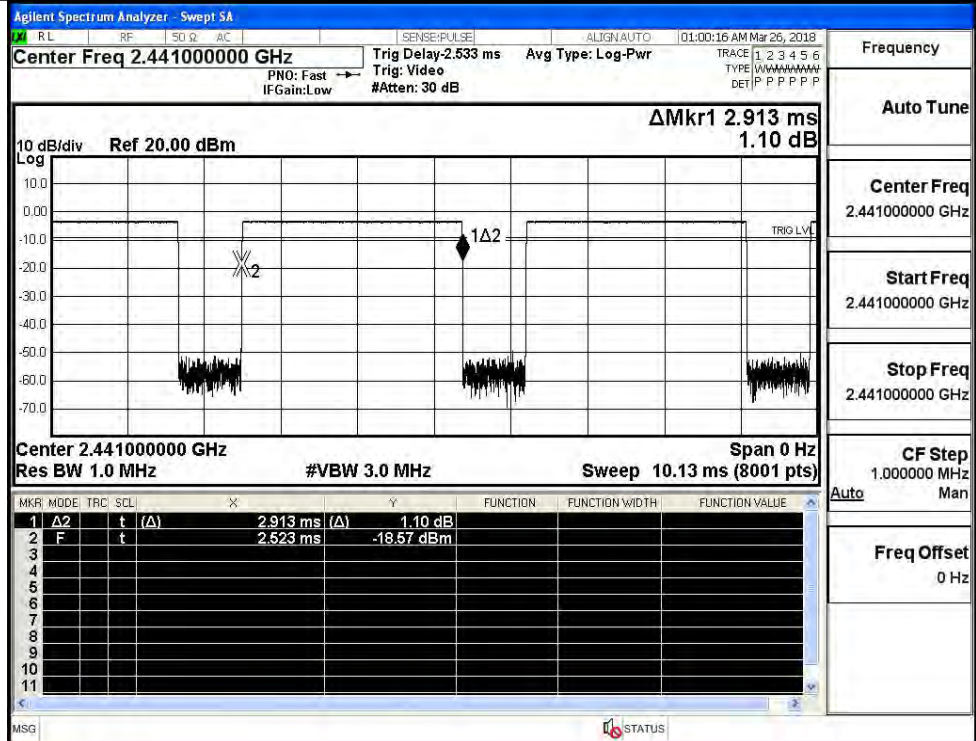 Agilent Spectrum Analyzer - Swept SA
LXI RL RF 50 Ω AC SENSE:PULSE ALIGNAUTO 01:00:16 AM Mar 26, 2018
Center Freq 2.441000000 GHz
PNO: Fast
IFGain:Low
Trig Delay-2.533 ms
Trig: Video
#Atten: 30 dB
Avg Type: Log-Pwr
TRACE 1 2 3 4 5 6
TYPE WWWWWW
DET P P P P P P
ΔMkr1 2.913 ms
1.10 dB
10 dB/div Ref 20.00 dBm
Log
10.0
0.00
-10.0
-20.0
-30.0
-40.0
-50.0
-60.0
-70.0
1Δ2
2
TRIG LVL
Center 2.441000000 GHz Span 0 Hz
Res BW 1.0 MHz #VBW 3.0 MHz Sweep 10.13 ms (8001 pts)
MKR MODE TRC SCL X Y FUNCTION FUNCTION WIDTH FUNCTION VALUE
1 Δ2 t (Δ) 2.913 ms (Δ) 1.10 dB
2 F t 2.523 ms -18.57 dBm
3
4
5
6
7
8
9
10
11
MSG STATUS
Frequency
Auto Tune
Center Freq
2.441000000 GHz
Start Freq
2.441000000 GHz
Stop Freq
2.441000000 GHz
CF Step
1.000000 MHz
Auto Man
Freq Offset
0 Hz